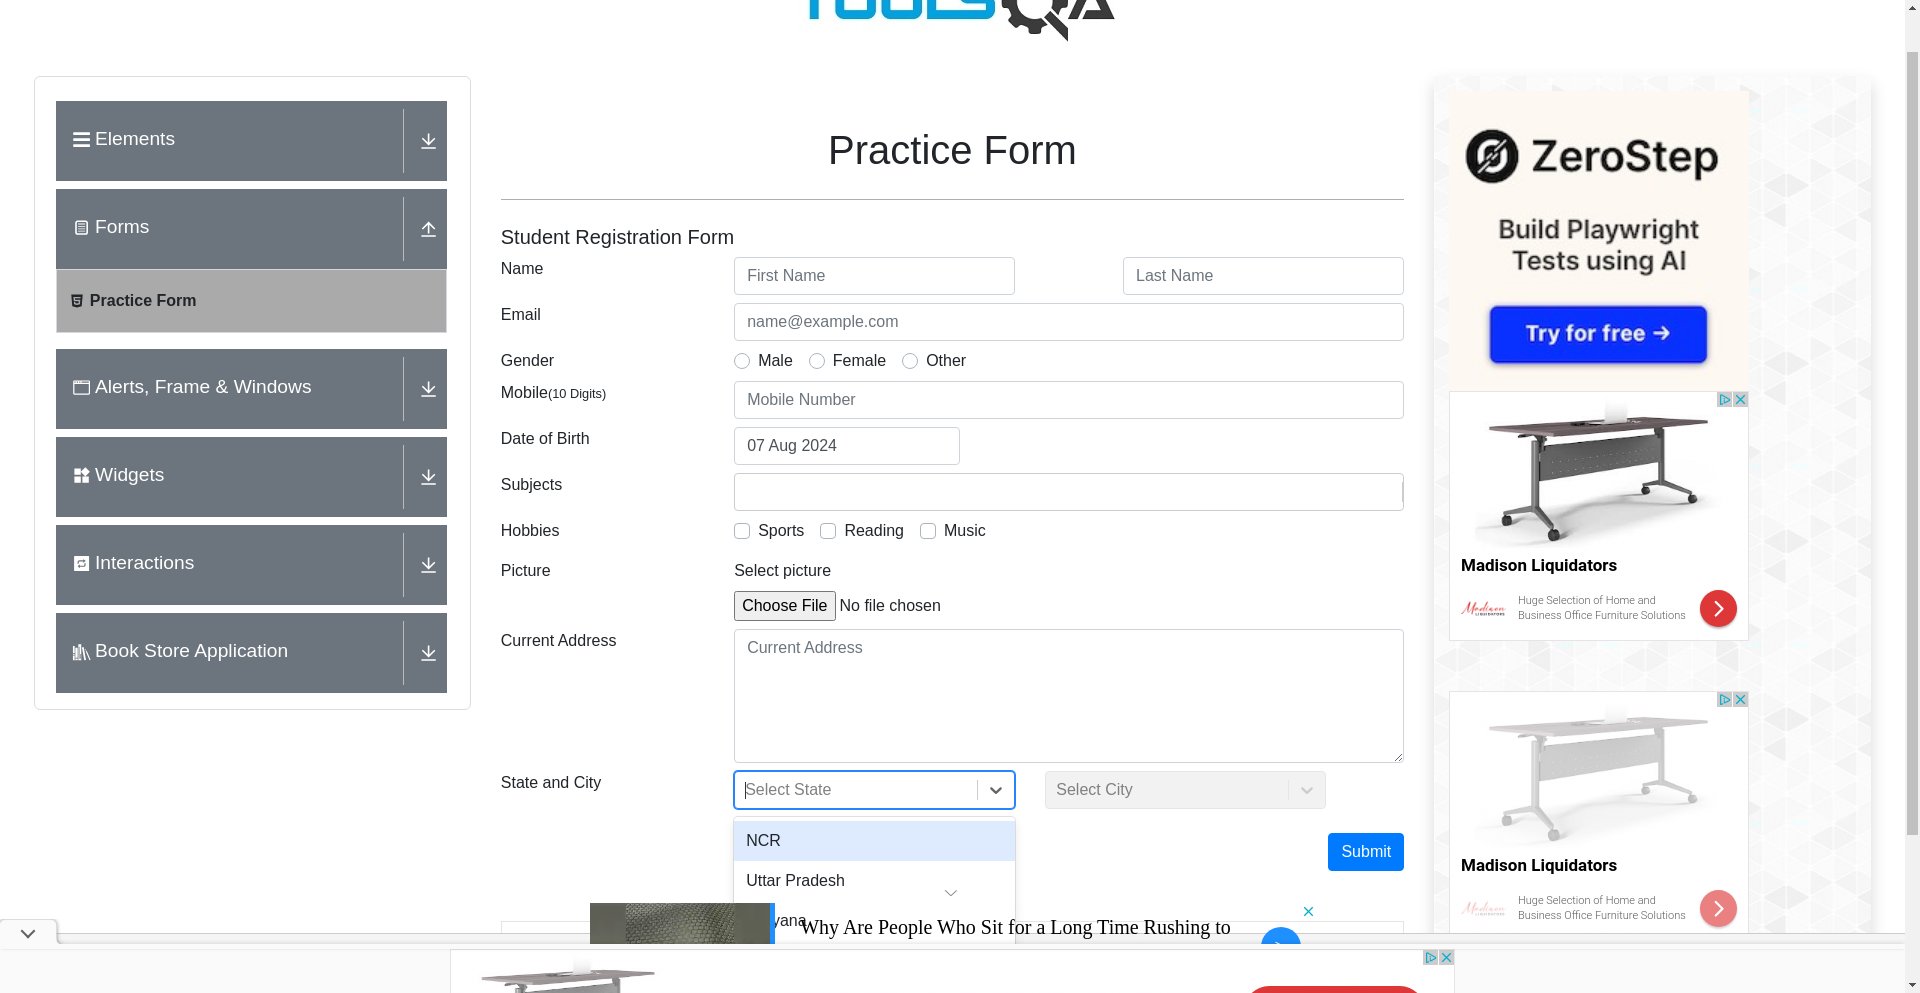 TOOLSQA
Elements
Forms
Practice Form
Alerts, Frame & Windows
Widgets
Interactions
Book Store Application
Practice Form
Student Registration Form
Name
First Name
Last Name
Email
name@example.com
Gender
Male
Female
Other
Mobile(10 Digits)
Mobile Number
Date of Birth
07 Aug 2024
Subjects
Hobbies
Sports
Reading
Music
Picture
Select picture
Choose File No file chosen
Current Address
Current Address
State and City
Select State
Select City
NCR
Uttar Pradesh
yana
Submit
Why Are People Who Sit for a Long Time Rushing to
ZeroStep
Build Playwright
Tests using AI
Try for free →
Madison Liquidators
Madison
LIQUIDATORS
Huge Selection of Home and
Business Office Furniture Solutions
Madison Liquidators
Madison
LIQUIDATORS
Huge Selection of Home and
Business Office Furniture Solutions